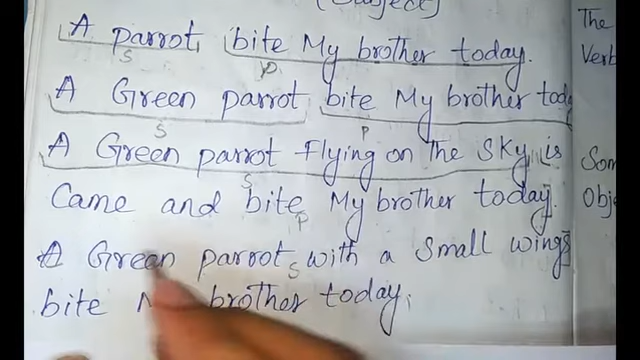 (Subject)
A parrot bite My brother today.
S P
A Green parrot bite My brother tod
S P
A Green parrot Flying on The Sky is
S
Came and bite My brother today.
P
A Green parrot with a Small wings
S
bite brother today.
The
Verb
Som
Obj